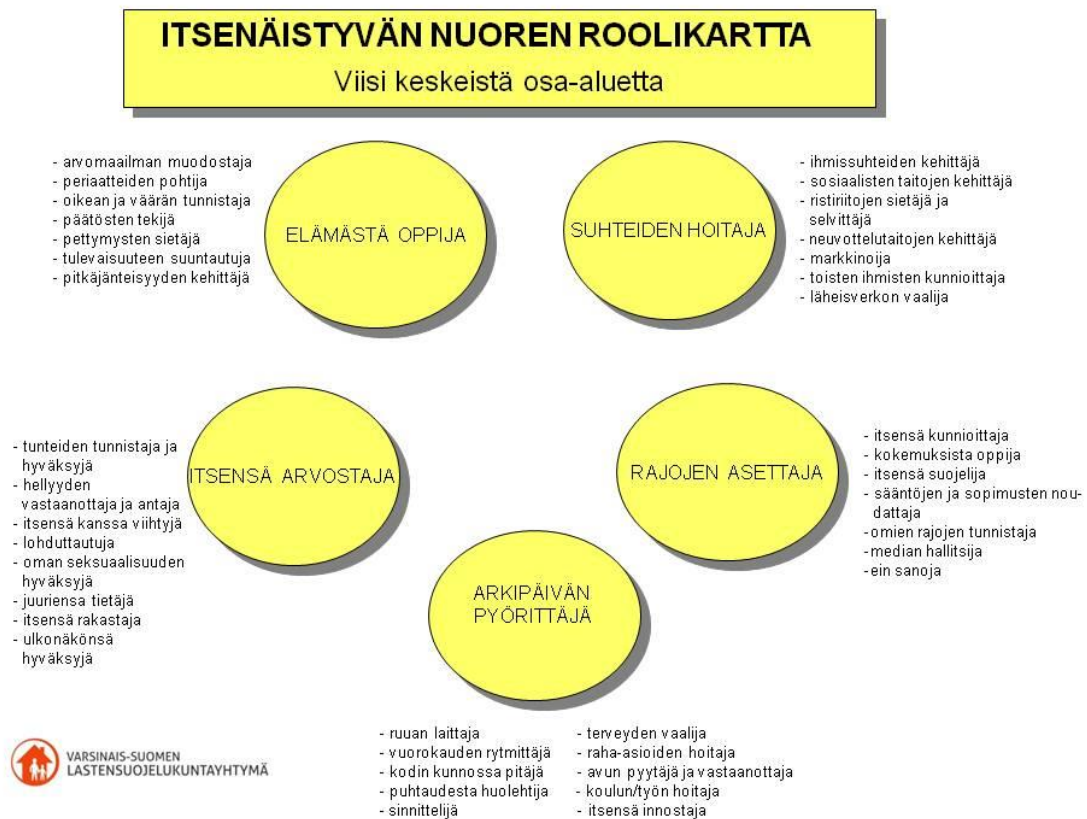 ITSENÄISTYVÄN NUOREN ROOLIKARTTA
Viisi keskeistä osa-aluetta
- arvomaailman muodostaja
- periaatteiden pohtija
- oikean ja väärän tunnistaja
- päätösten tekijä
- pettymysten sietäjä
- tulevaisuuteen suuntautuja
- pitkäjänteisyyden kehittäjä
ELÄMÄSTÄ OPPIJA
SUHTEIDEN HOITAJA
- ihmissuhteiden kehittäjä
- sosiaalisten taitojen kehittäjä
- ristiriitojen sietäjä ja
selvittäjä
- neuvottelutaitojen kehittäjä
- markkinoija
- toisten ihmisten kunnioittaja
- läheisverkon vaalija
- tunteiden tunnistaja ja
hyväksyjä
- hellyyden
vastaanottaja ja antaja
- itsensä kanssa viihtyjä
- lohduttautuja
- oman seksuaalisuuden
hyväksyjä
- juuriensa tietäjä
- itsensä rakastaja
- ulkonäkönsä
hyväksyjä
ITSENSÄ ARVOSTAJA
RAJOJEN ASETTAJA
- itsensä kunnioittaja
- kokemuksista oppija
- itsensä suojelija
- sääntöjen ja sopimusten nou-
dattaja
-omien rajojen tunnistaja
-median hallitsija
-ein sanoja
ARKIPÄIVÄN
PYÖRITTÄJÄ
- ruuan laittaja
- vuorokauden rytmittäjä
- kodin kunnossa pitäjä
- puhtaudesta huolehtija
- sinnittelijä
- terveyden vaalija
- raha-asioiden hoitaja
- avun pyytäjä ja vastaanottaja
- koulun/työn hoitaja
- itsensä innostaja
VARSINAIS-SUOMEN
LASTENSUOJELUKUNTAYHTYMÄ